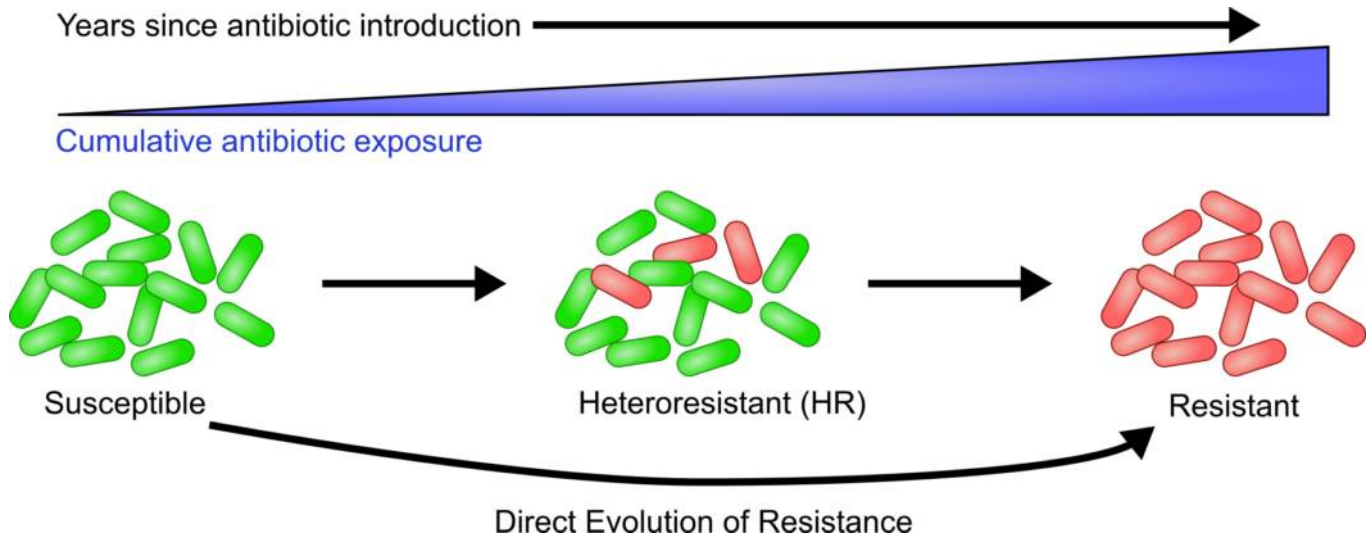 Years since antibiotic introduction
Cumulative antibiotic exposure
Susceptible
Heteroresistant (HR)
Resistant
Direct Evolution of Resistance